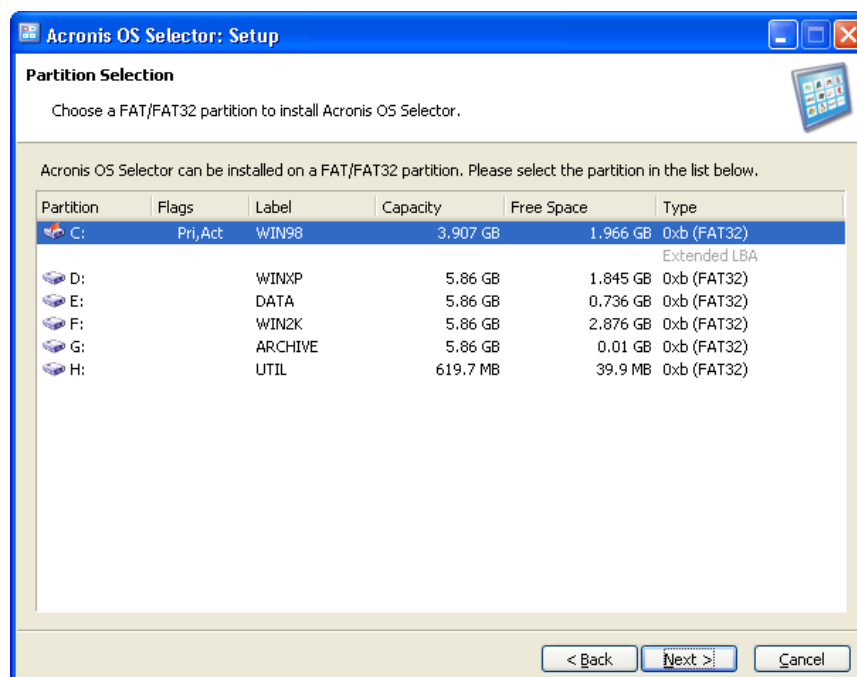 Acronis OS Selector: Setup
Partition Selection
Choose a FAT/FAT32 partition to install Acronis OS Selector.
Acronis OS Selector can be installed on a FAT/FAT32 partition. Please select the partition in the list below.
Partition Flags Label Capacity Free Space Type
C: Pri,Act WIN98 3.907 GB 1.966 GB 0xb (FAT32)
Extended LBA
D: WINXP 5.86 GB 1.845 GB 0xb (FAT32)
E: DATA 5.86 GB 0.736 GB 0xb (FAT32)
F: WIN2K 5.86 GB 2.876 GB 0xb (FAT32)
G: ARCHIVE 5.86 GB 0.01 GB 0xb (FAT32)
H: UTIL 619.7 MB 39.9 MB 0xb (FAT32)
< Back Next > Cancel